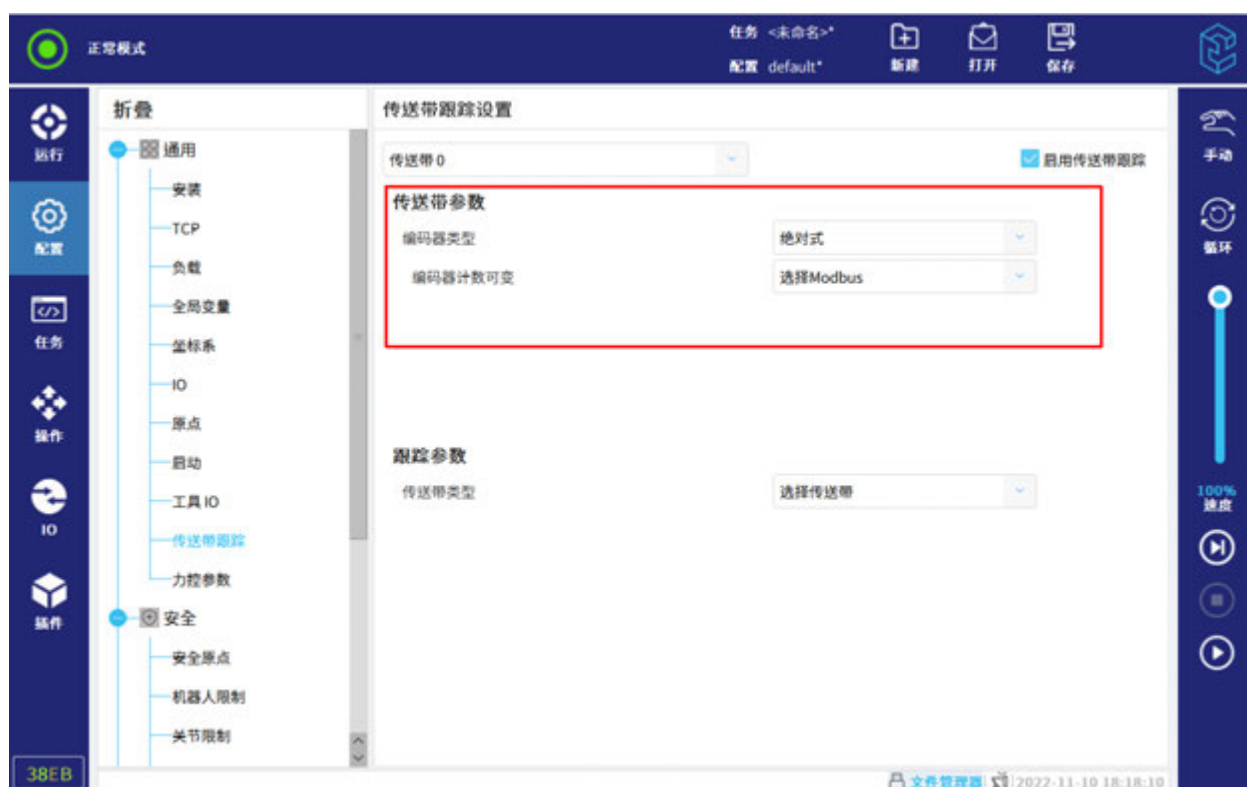 正常模式
任务 <未命名>*
配置 default*
新建
打开
保存
运行
配置
任务
操作
IO
插件
38EB
折叠
通用
安装
TCP
负载
全局变量
坐标系
IO
原点
启动
工具 IO
传送带跟踪
力控参数
安全
安全原点
机器人限制
关节限制
传送带跟踪设置
传送带 0
启用传送带跟踪
传送带参数
编码器类型
绝对式
编码器计数可变
选择Modbus
跟踪参数
传送带类型
选择传送带
手动
循环
100%
速度
文件管理器
2022-11-10 18:18:10